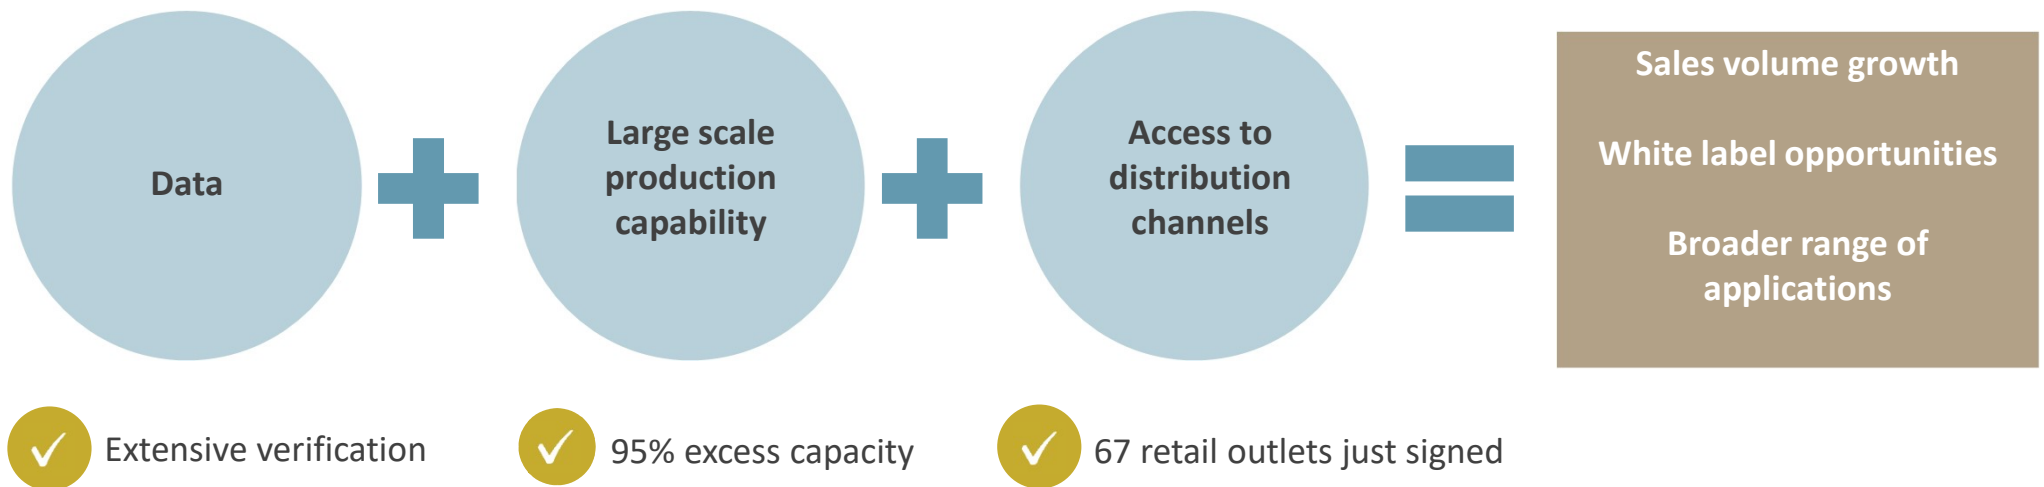 Data
Large scale
production
capability
Access to
distribution
channels
Sales volume growth
White label opportunities
Broader range of
applications
Extensive verification
95% excess capacity
67 retail outlets just signed